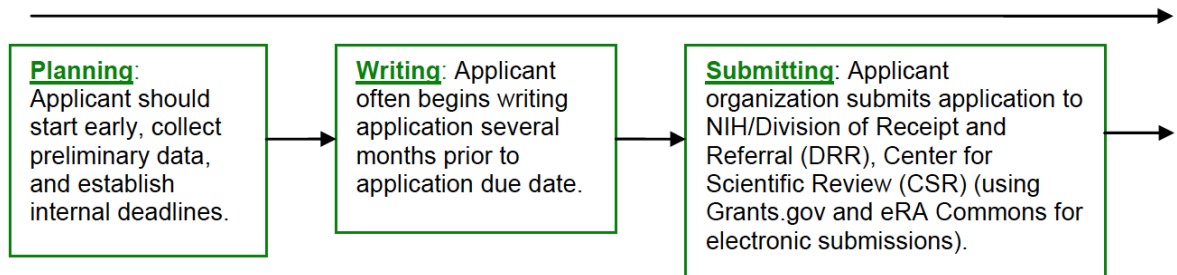 Planning:
Applicant should
start early, collect
preliminary data,
and establish
internal deadlines.
Writing: Applicant
often begins writing
application several
months prior to
application due date.
Submitting: Applicant
organization submits application to
NIH/Division of Receipt and
Referral (DRR), Center for
Scientific Review (CSR) (using
Grants.gov and eRA Commons for
electronic submissions).